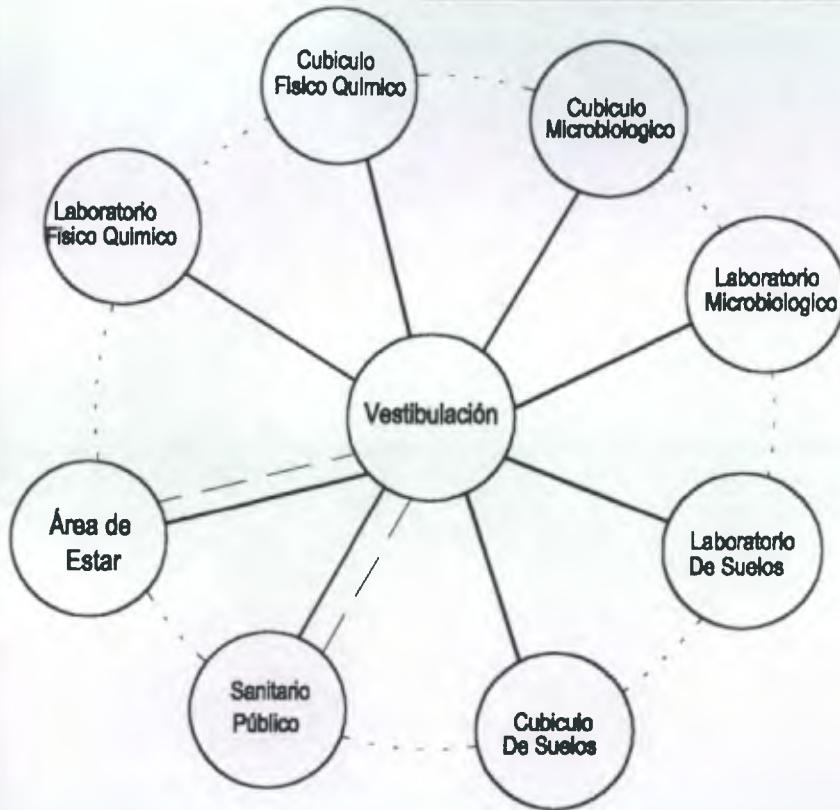 Cubiculo
Fisico Quimico
Cubiculo
Microbiologico
Laboratorio
Fisico Quimico
Laboratorio
Microbiologico
Vestibulación
Área de
Estar
Laboratorio
De Suelos
Sanitario
Público
Cubiculo
De Suelos